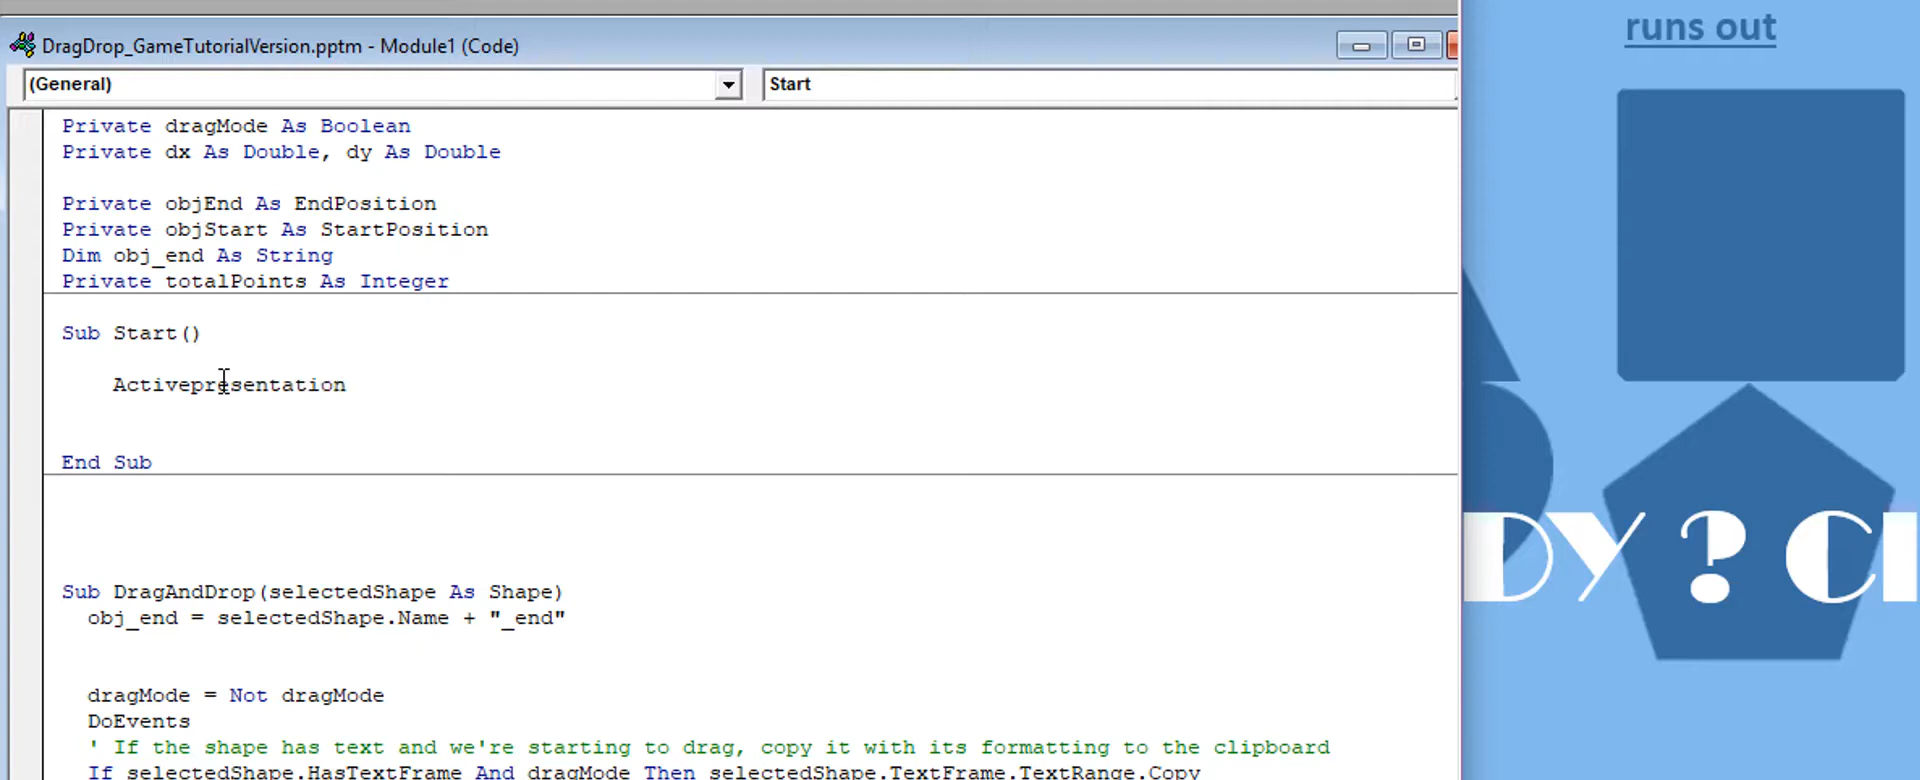 DragDrop_GameTutorialVersion.pptm - Module1 (Code)
(General)
Start
Private dragMode As Boolean
Private dx As Double, dy As Double
Private objEnd As EndPosition
Private objStart As StartPosition
Dim obj_end As String
Private totalPoints As Integer
Sub Start()
Activepresentation
End Sub
Sub DragAndDrop(selectedShape As Shape)
obj_end = selectedShape.Name + "_end"
dragMode = Not dragMode
DoEvents
' If the shape has text and we're starting to drag, copy it with its formatting to the clipboard
If selectedShape.HasTextFrame And dragMode Then selectedShape.TextFrame.TextRange.Copy
runs out
DY ? C